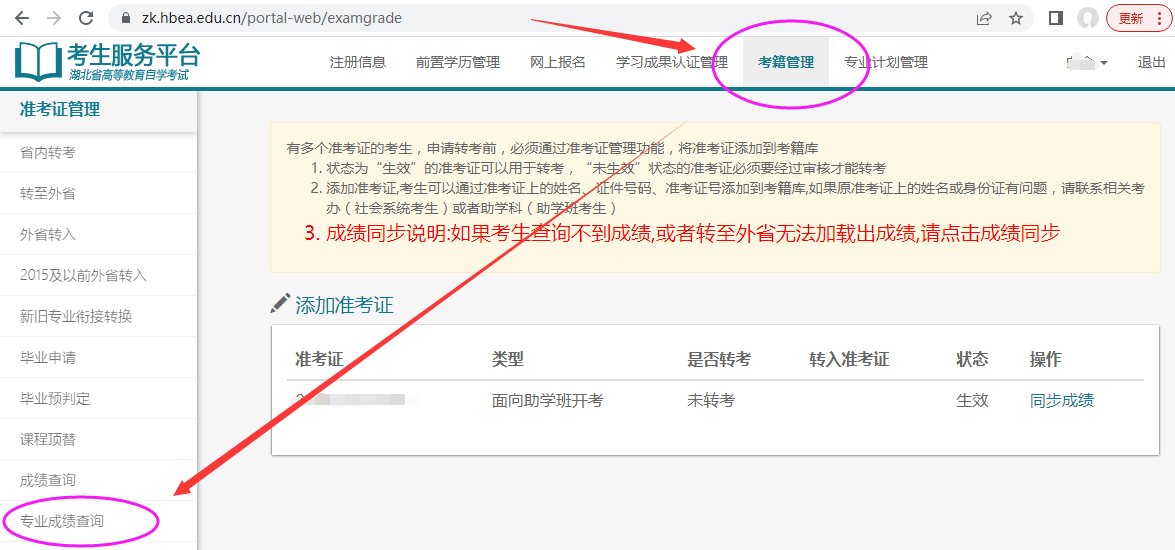 zk.hbea.edu.cn/portal-web/examgrade
更新
考生服务平台
湖北省高等教育自学考试
注册信息
前置学历管理
网上报名
学习成果认证管理
考籍管理
专业计划管理
退出
准考证管理
省内转考
转至外省
外省转入
2015及以前外省转入
新旧专业衔接转换
毕业申请
毕业预判定
课程顶替
成绩查询
专业成绩查询
有多个准考证的考生，申请转考前，必须通过准考证管理功能，将准考证添加到考籍库
1. 状态为“生效”的准考证可以用于转考，“未生效”状态的准考证必须要经过审核才能转考
2. 添加准考证,考生可以通过准考证上的姓名、证件号码、准考证号添加到考籍库,如果原准考证上的姓名或身份证有问题，请联系相关考
办（社会系统考生）或者助学科（助学班考生）
3. 成绩同步说明:如果考生查询不到成绩,或者转至外省无法加载出成绩,请点击成绩同步
添加准考证
准考证 类型 是否转考 转入准考证 状态 操作
面向助学班开考 未转考 生效 同步成绩